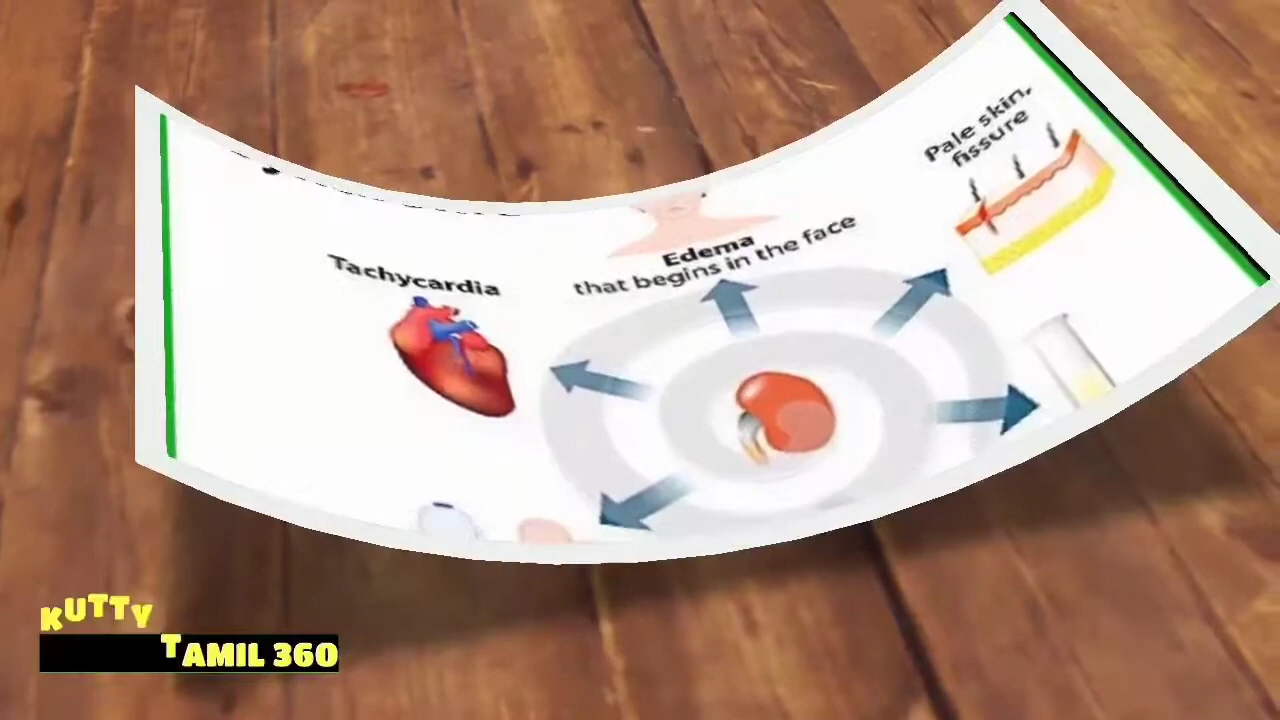 Pale skin,
fissure
Edema
that begins in the face
Tachycardia
KUTTY
TAMIL 360